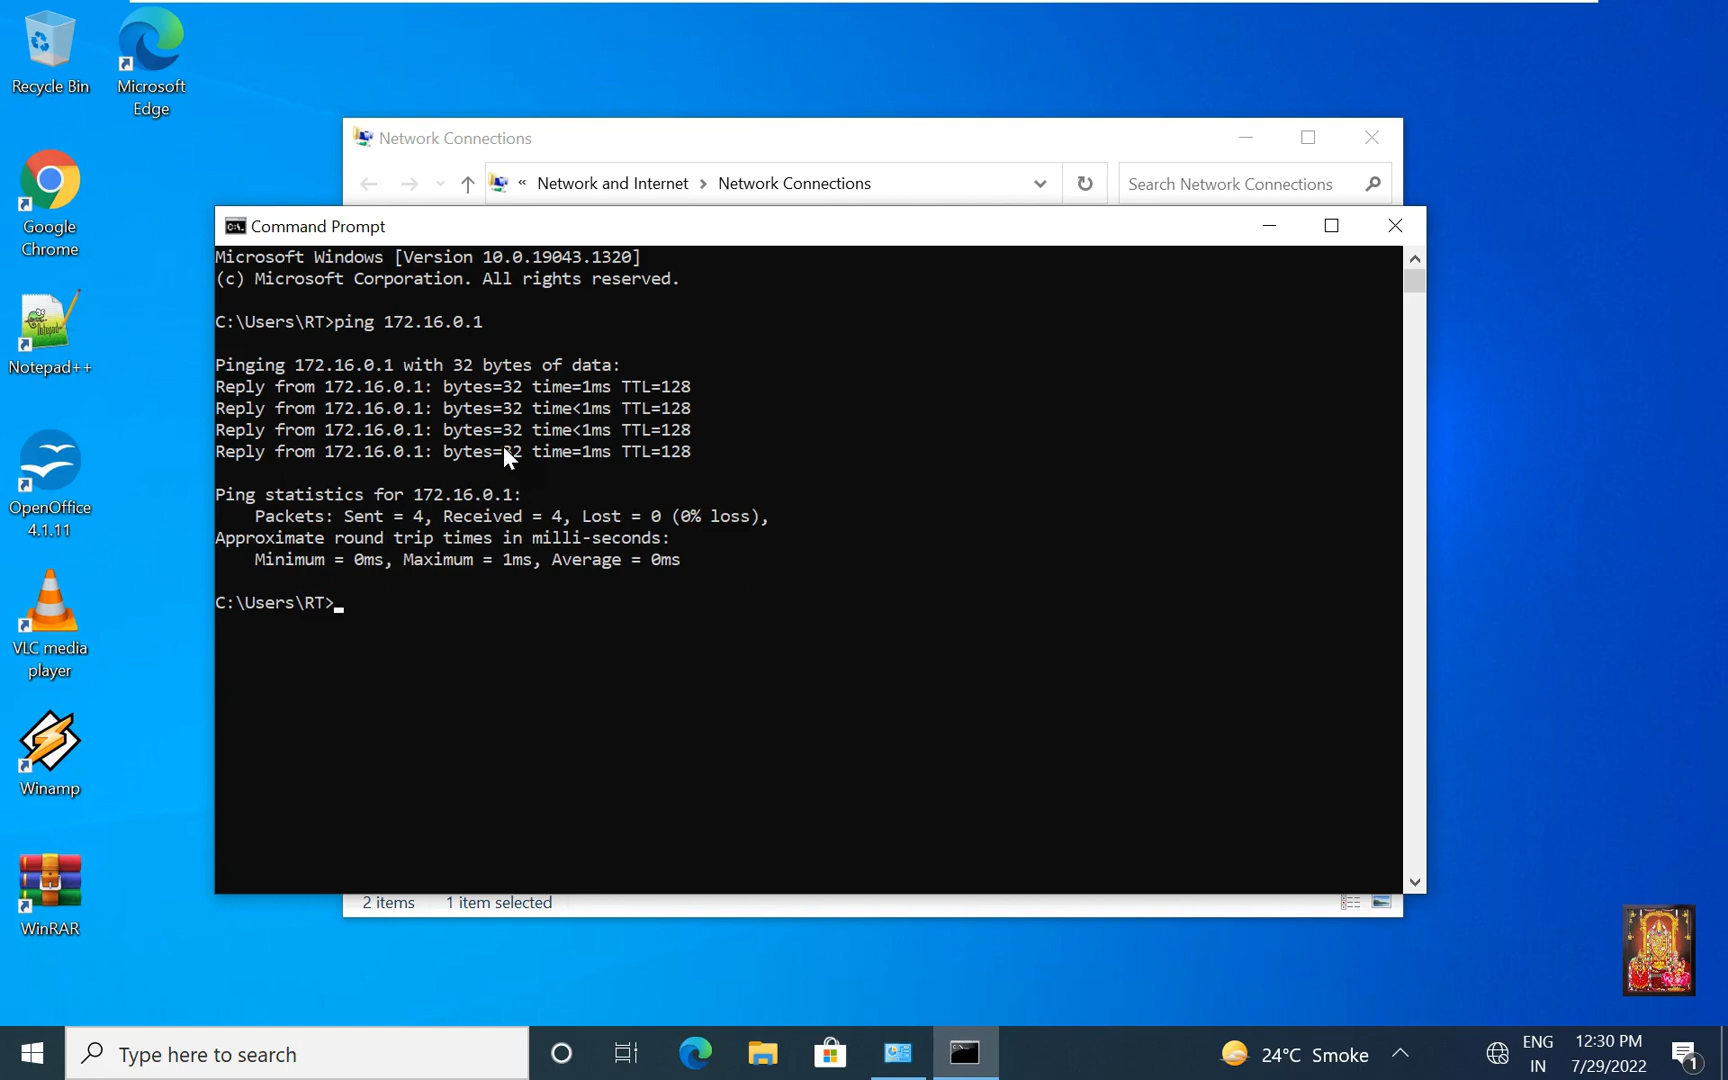 Recycle Bin
Microsoft
Edge
Google
Chrome
Notepad++
OpenOffice
4.1.11
VLC media
player
Winamp
WinRAR
Network Connections
« Network and Internet > Network Connections
Search Network Connections
C:\. Command Prompt
Microsoft Windows [Version 10.0.19043.1320]
(c) Microsoft Corporation. All rights reserved.
C:\Users\RT>ping 172.16.0.1
Pinging 172.16.0.1 with 32 bytes of data:
Reply from 172.16.0.1: bytes=32 time=1ms TTL=128
Reply from 172.16.0.1: bytes=32 time<1ms TTL=128
Reply from 172.16.0.1: bytes=32 time<1ms TTL=128
Reply from 172.16.0.1: bytes=32 time=1ms TTL=128
Ping statistics for 172.16.0.1:
Packets: Sent = 4, Received = 4, Lost = 0 (0% loss),
Approximate round trip times in milli-seconds:
Minimum = 0ms, Maximum = 1ms, Average = 0ms
C:\Users\RT>
2 items 1 item selected
Type here to search
24°C Smoke
ENG
IN
12:30 PM
7/29/2022
1